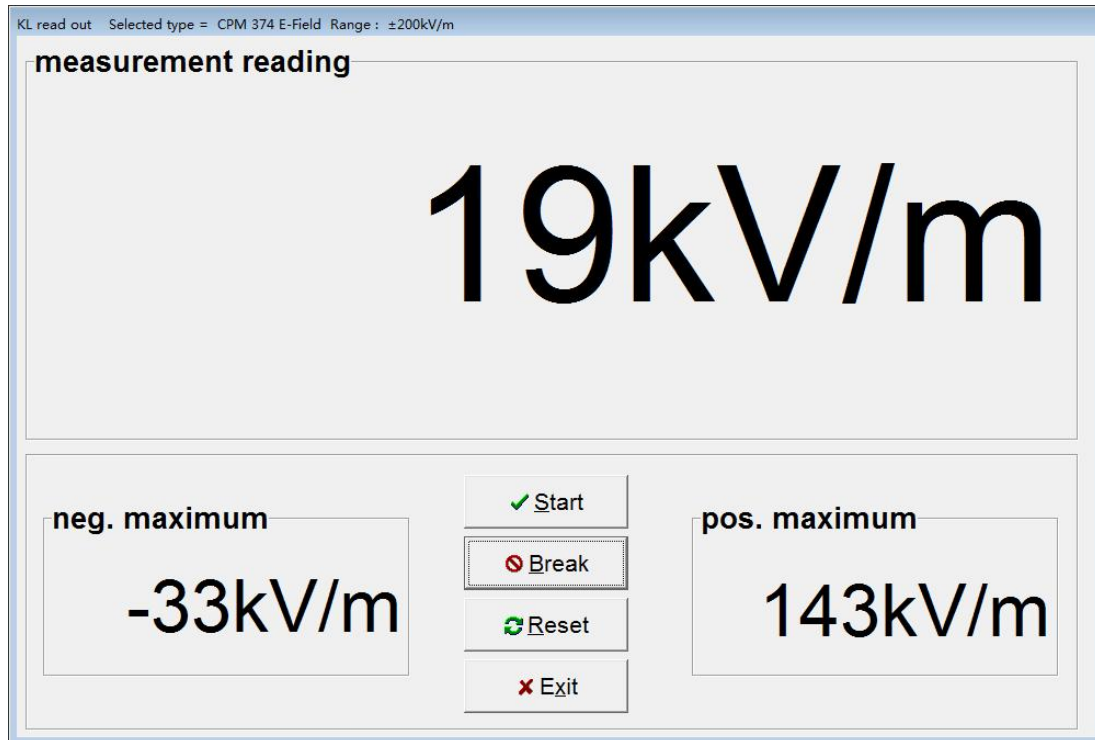 KL read out Selected type = CPM 374 E-Field Range : ±200kV/m
measurement reading
19kV/m
neg. maximum
-33kV/m
Start
Break
Reset
Exit
pos. maximum
143kV/m